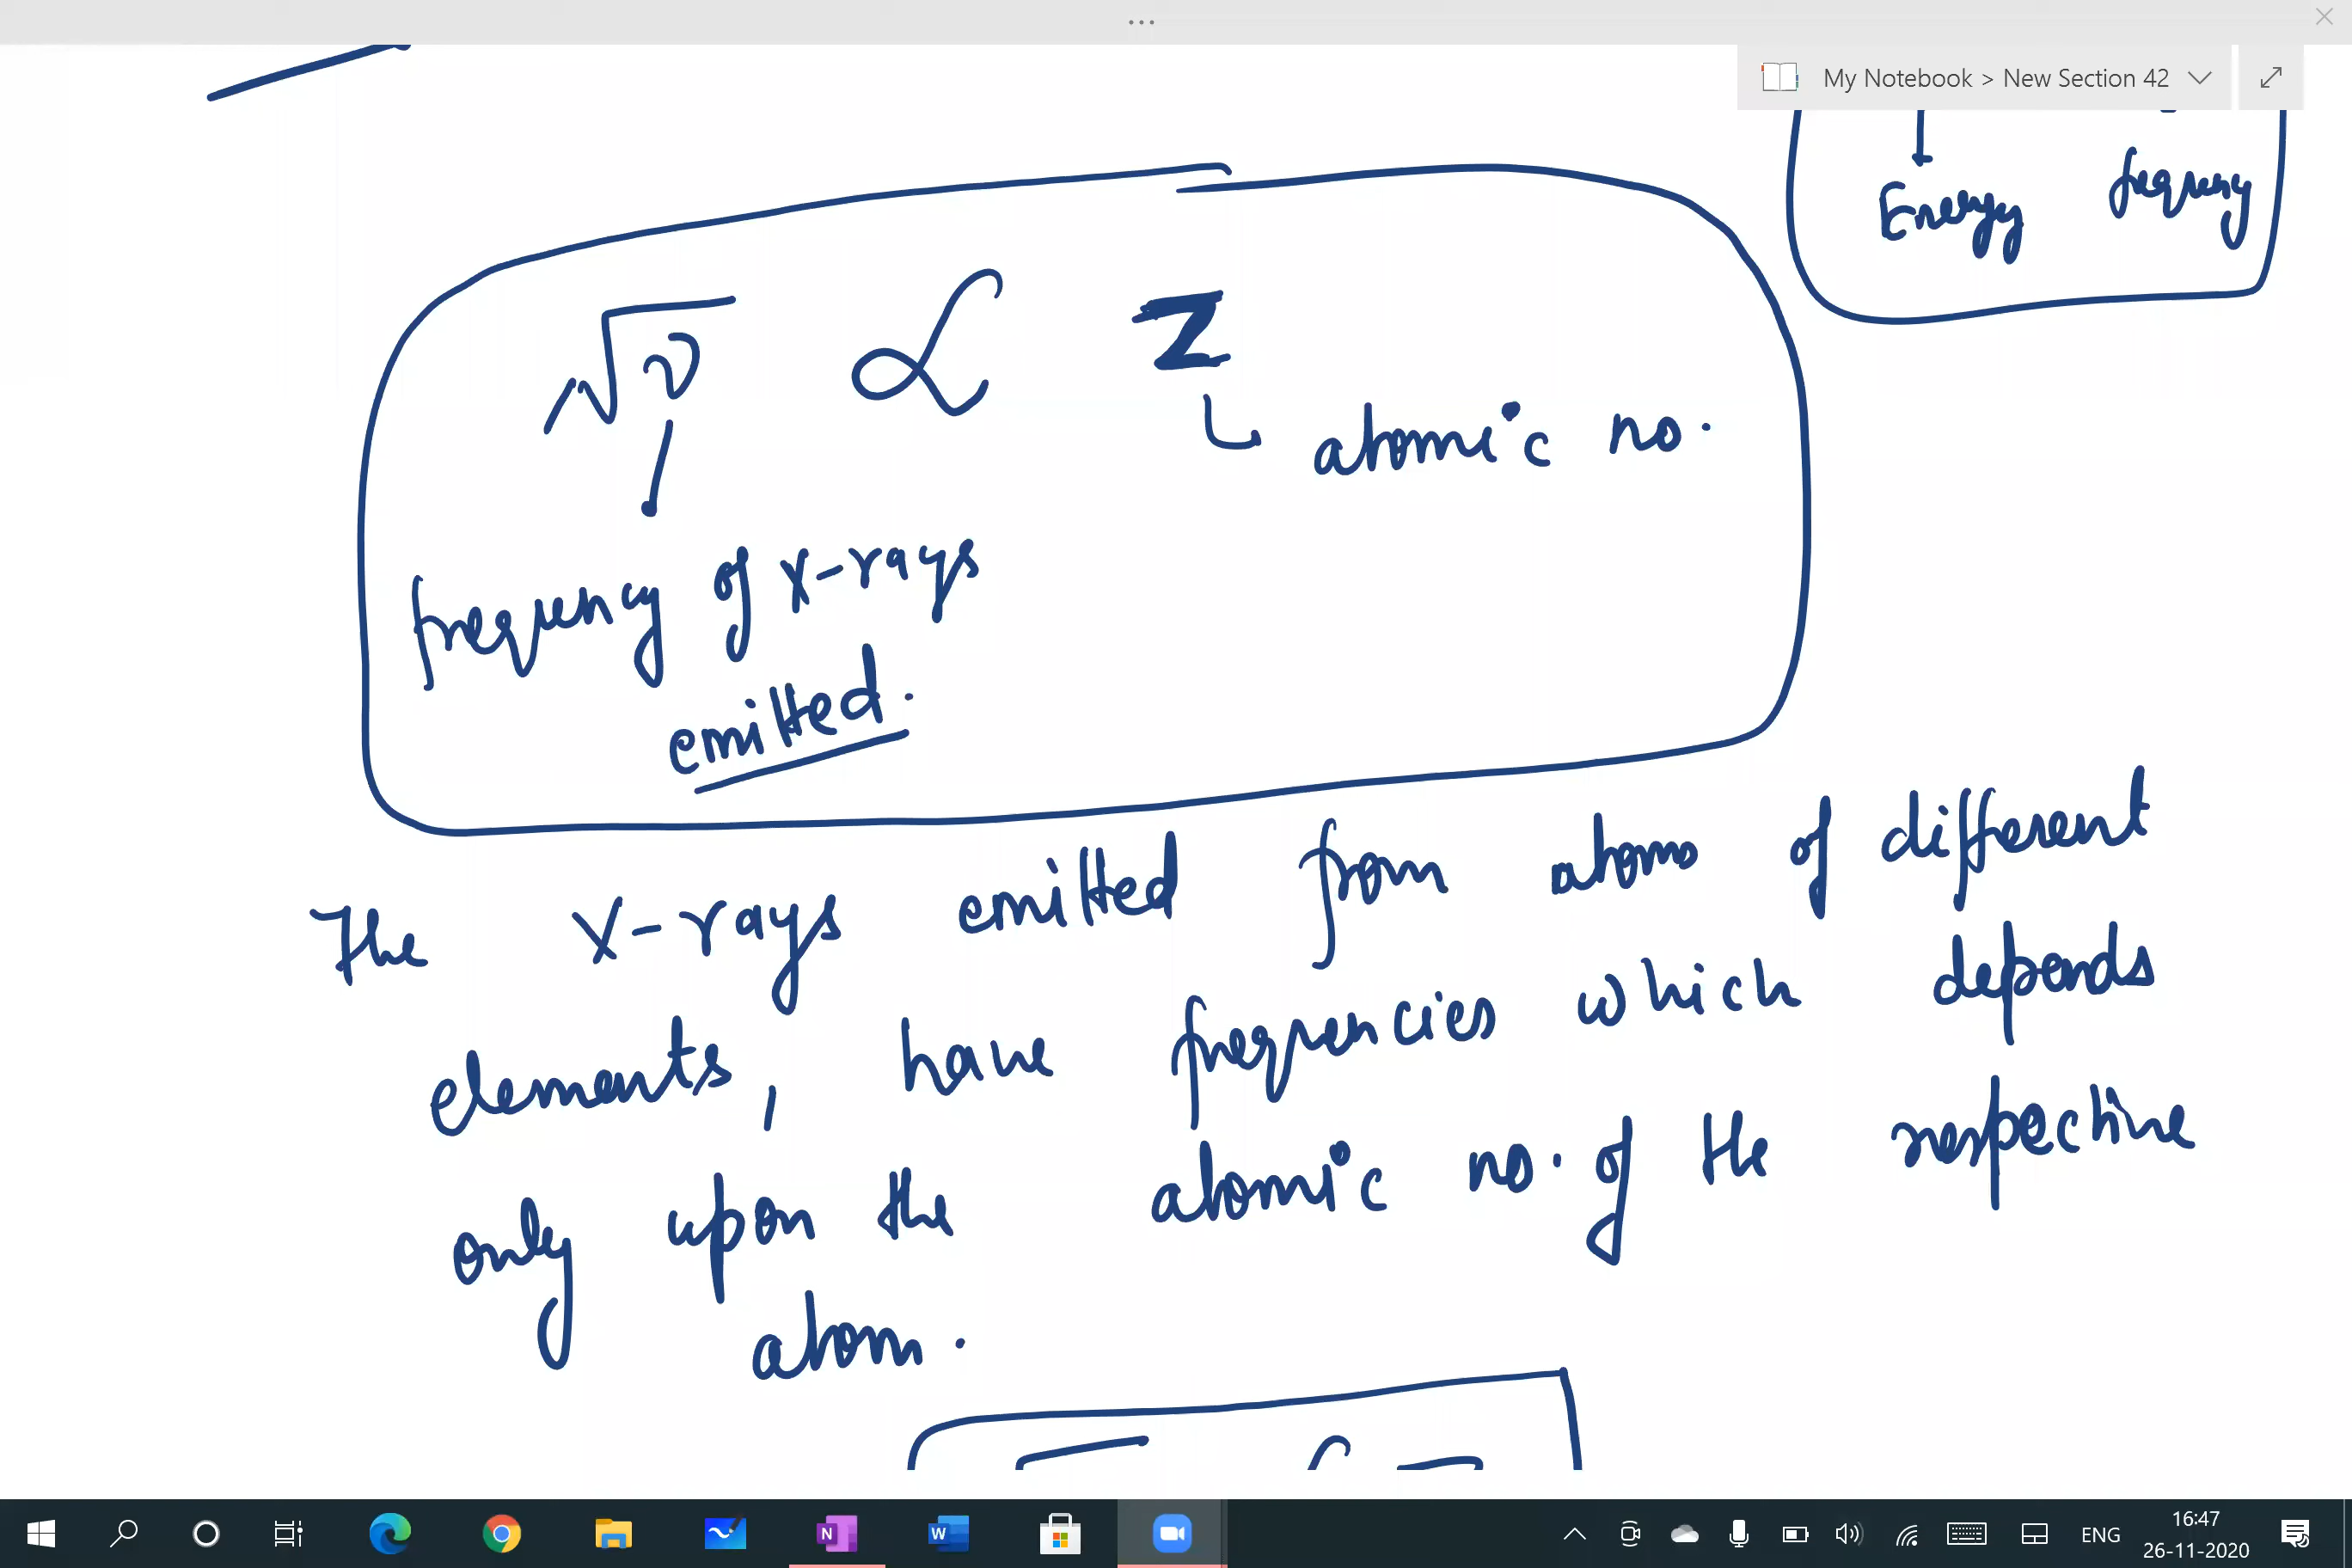 My Notebook > New Section 42
Energy frequency
√ν ∝ Z
atomic no.
frequency of X-rays
emitted.
The X-rays emitted from atoms of different
elements, have frequencies which depends
only upon the atomic no. of the respective
atom.
ENG
16:47
26-11-2020